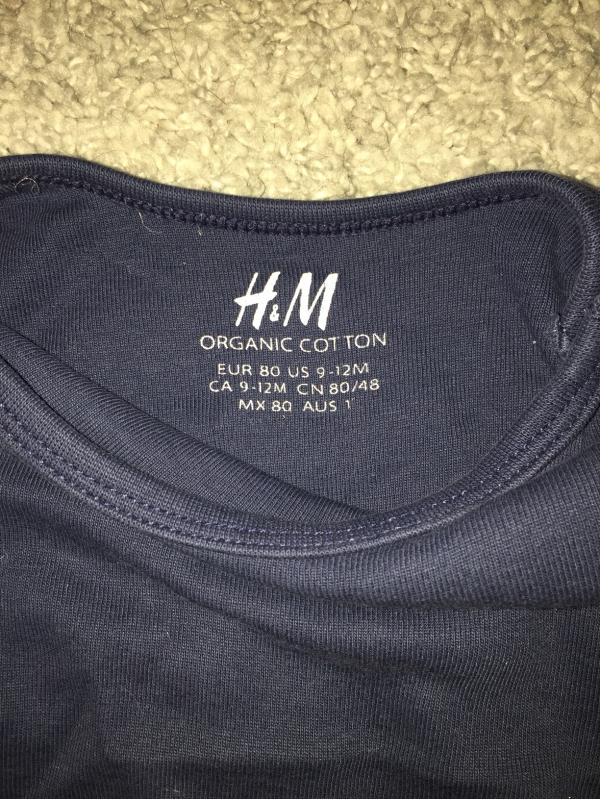 H&M
ORGANIC COTTON
EUR 80 US 9-12M
CA 9-12M CN 80/48
MX 80 AUS 1